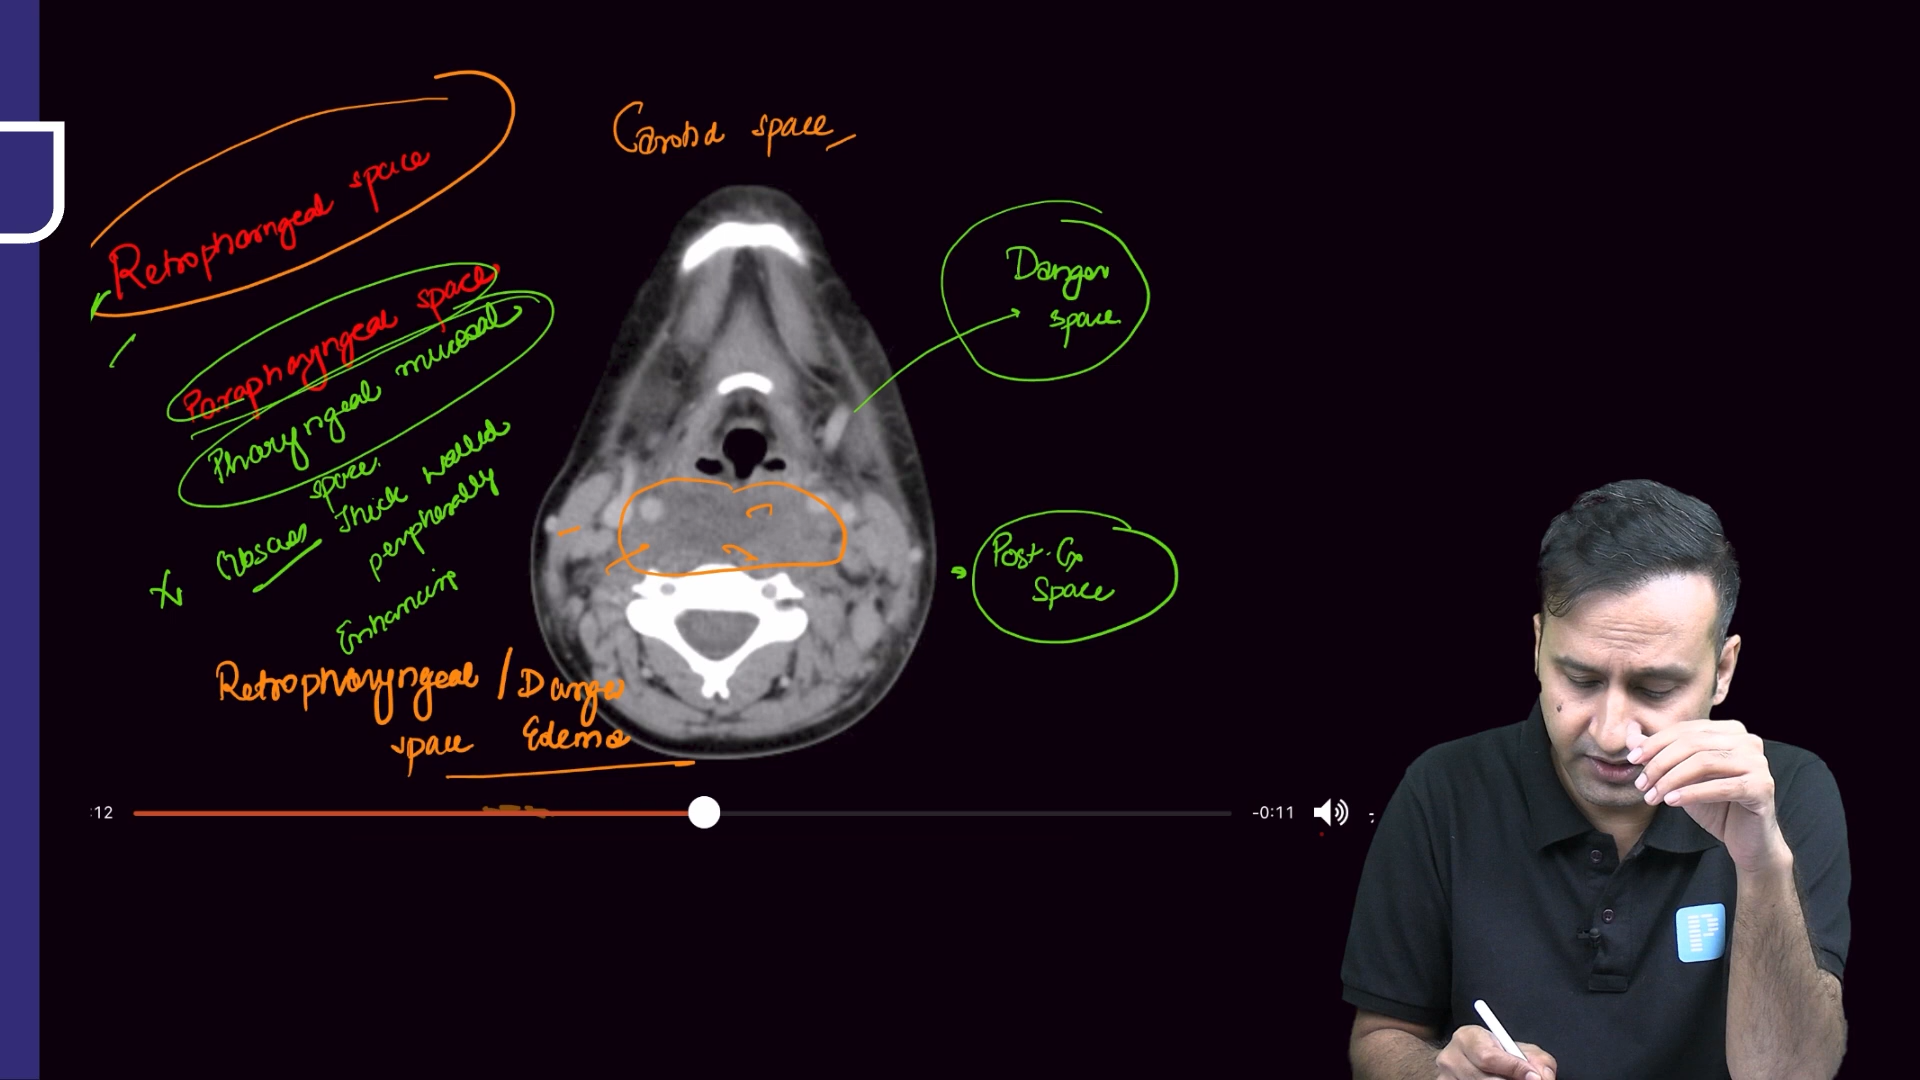 Carotid space
Retropharyngeal space
Parapharyngeal space
Pharyngeal mucosal
space.
Abscess Thick walled
peripherally
Enhancing
Danger
space
Post-Cx
Space
Retropharyngeal / Danger
space Edema
:12
-0:11